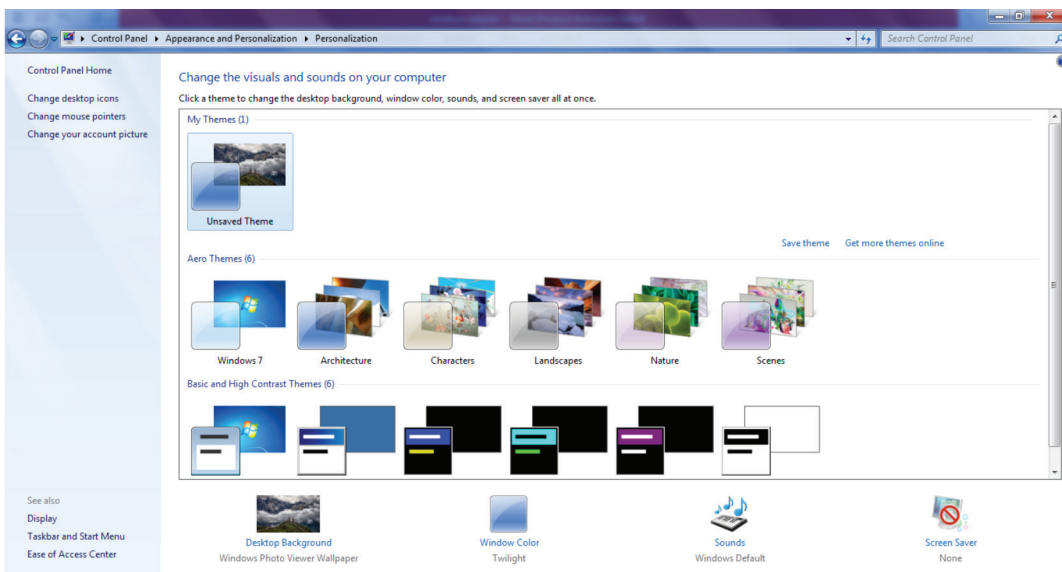 Control Panel ▸ Appearance and Personalization ▸ Personalization
Search Control Panel
Control Panel Home
Change desktop icons
Change mouse pointers
Change your account picture
Change the visuals and sounds on your computer
Click a theme to change the desktop background, window color, sounds, and screen saver all at once.
My Themes (1)
Unsaved Theme
Save theme Get more themes online
Aero Themes (6)
Windows 7 Architecture Characters Landscapes Nature Scenes
Basic and High Contrast Themes (6)
See also
Display
Taskbar and Start Menu
Ease of Access Center
Desktop Background Window Color Sounds Screen Saver
Windows Photo Viewer Wallpaper Twilight Windows Default None